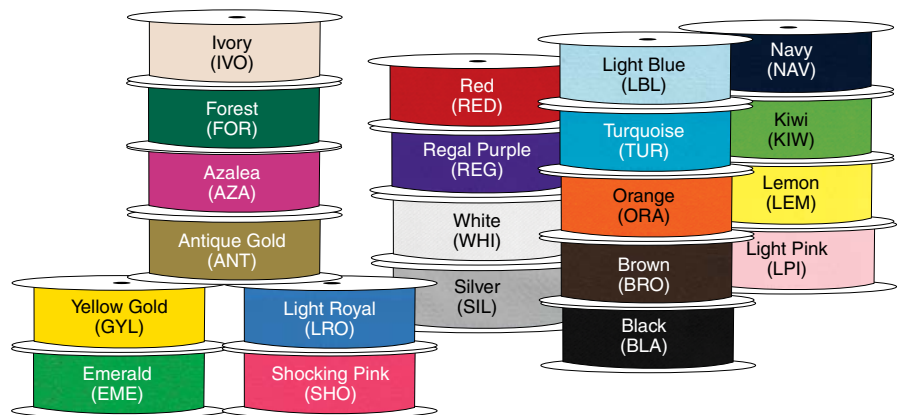 Ivory
(IVO)
Forest
(FOR)
Azalea
(AZA)
Antique Gold
(ANT)
Yellow Gold
(GYL)
Emerald
(EME)
Light Royal
(LRO)
Shocking Pink
(SHO)
Red
(RED)
Regal Purple
(REG)
White
(WHI)
Silver
(SIL)
Light Blue
(LBL)
Turquoise
(TUR)
Orange
(ORA)
Brown
(BRO)
Black
(BLA)
Navy
(NAV)
Kiwi
(KIW)
Lemon
(LEM)
Light Pink
(LPI)